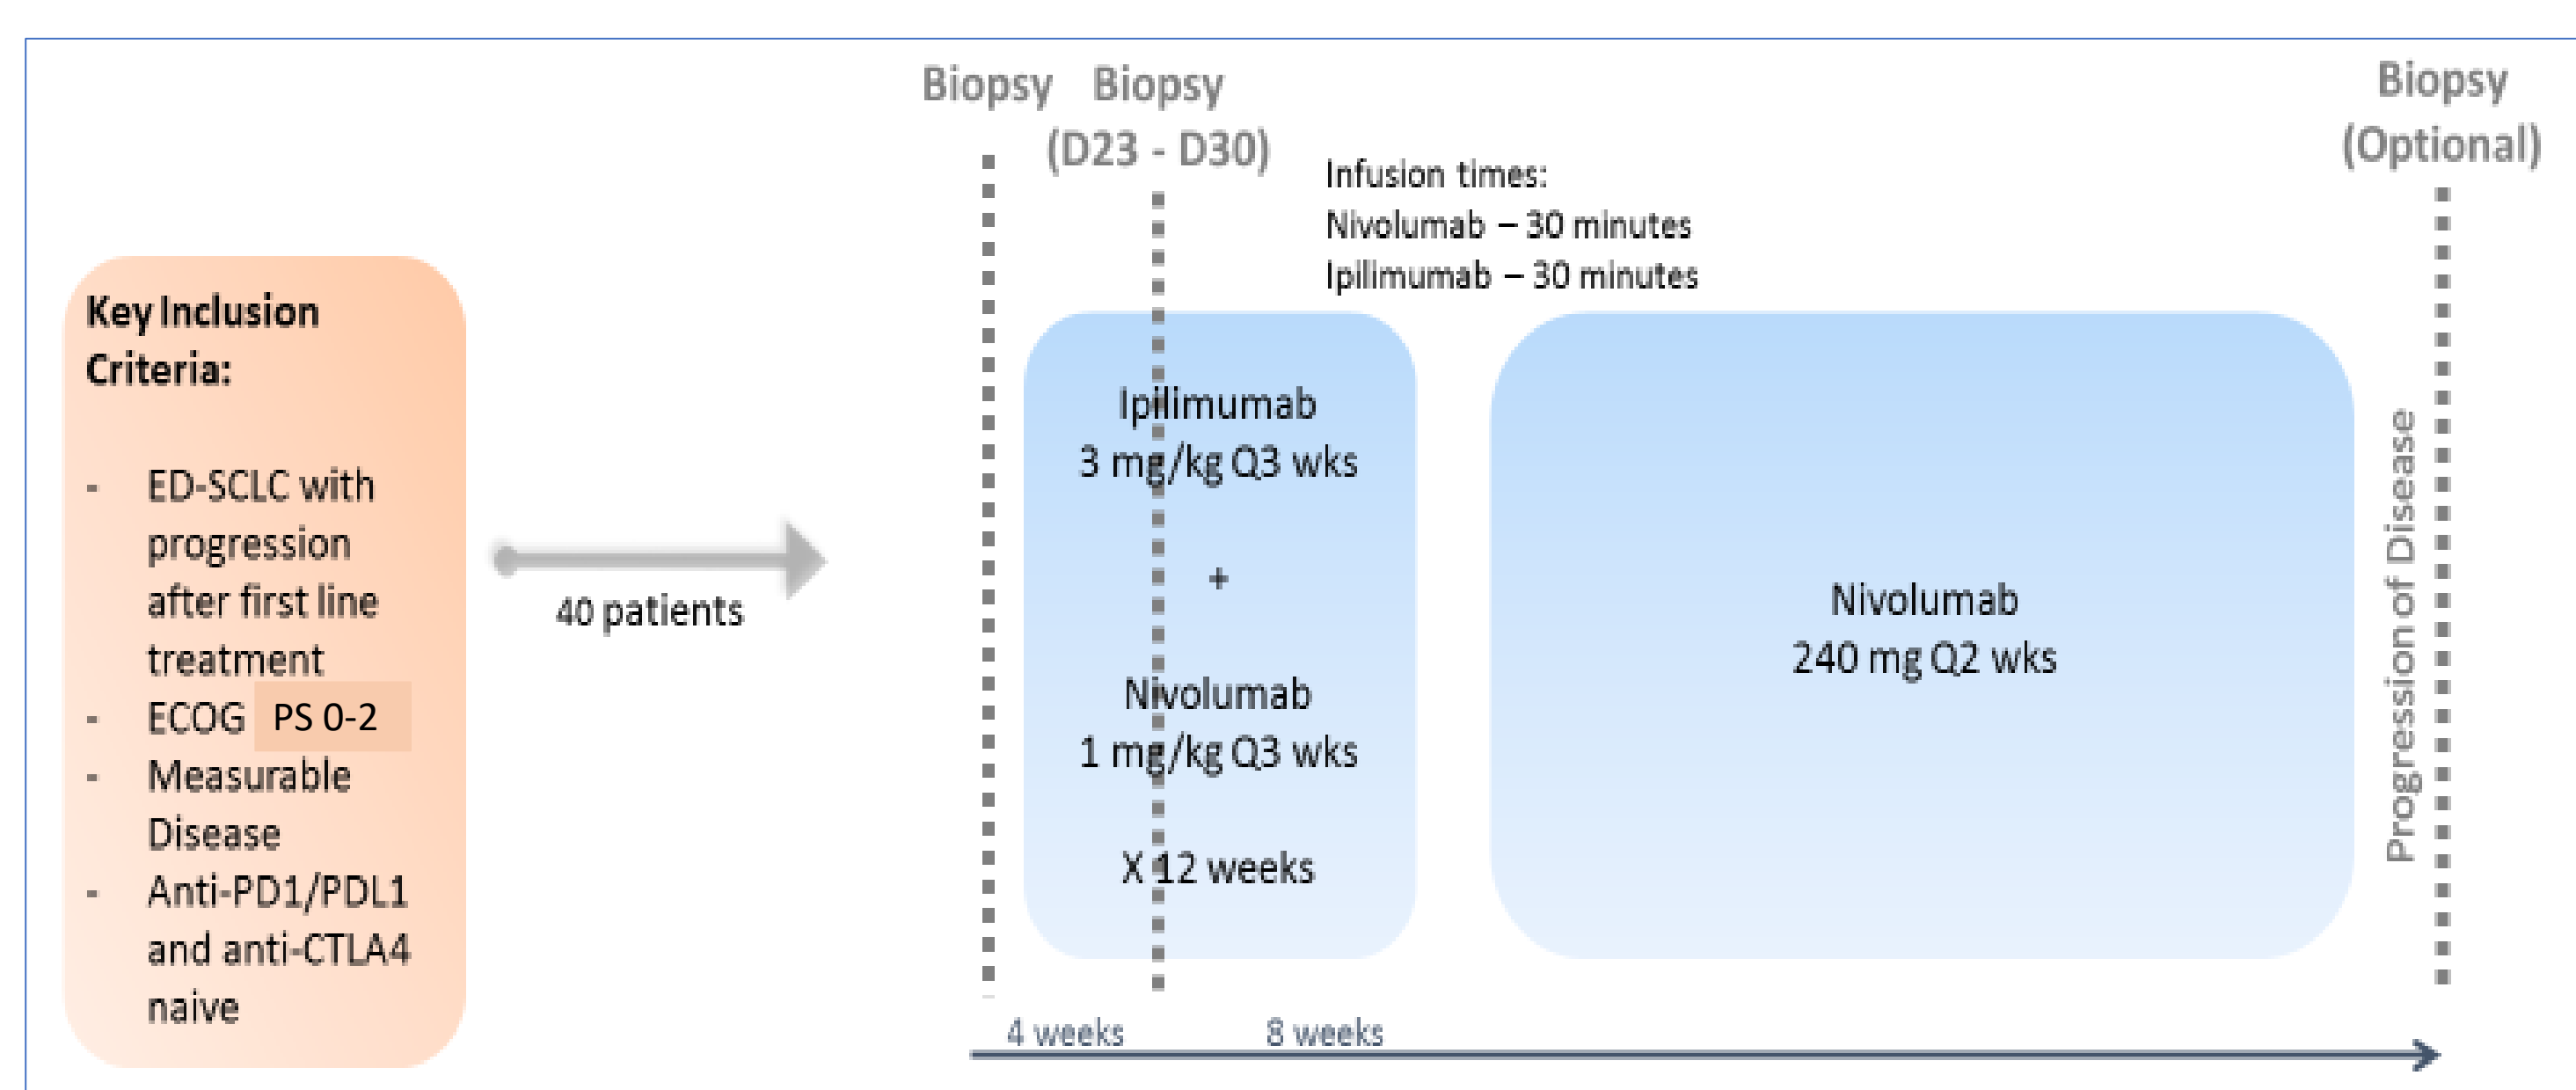 Key Inclusion
Criteria:
- ED-SCLC with
progression
after first line
treatment
- ECOG PS 0-2
- Measurable
Disease
- Anti-PD1/PDL1
and anti-CTLA4
naive
40 patients
Biopsy
Biopsy
(D23 - D30)
Infusion times:
Nivolumab – 30 minutes
Ipilimumab – 30 minutes
Ipilimumab
3 mg/kg Q3 wks
+
Nivolumab
1 mg/kg Q3 wks
X 12 weeks
Nivolumab
240 mg Q2 wks
Biopsy
(Optional)
Progression of Disease
4 weeks
8 weeks